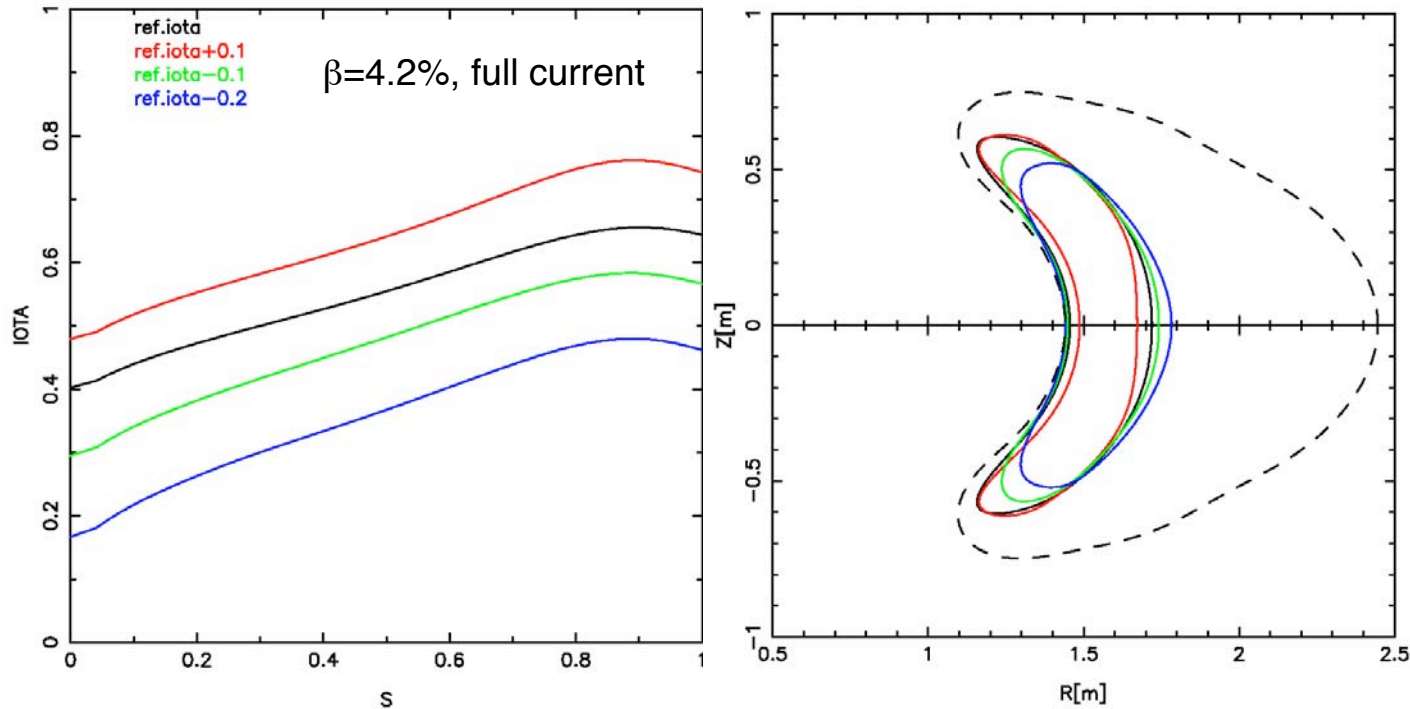 ref.iota
ref.iota+0.1
ref.iota−0.1
ref.iota−0.2
β=4.2%, full current
IOTA
0
0.2
0.4
0.6
0.8
1
0
0.2
0.4
0.6
0.8
1
S
Z[m]
1
0.5
0
−0.5
−1
0.5
1
1.5
2
2.5
R[m]